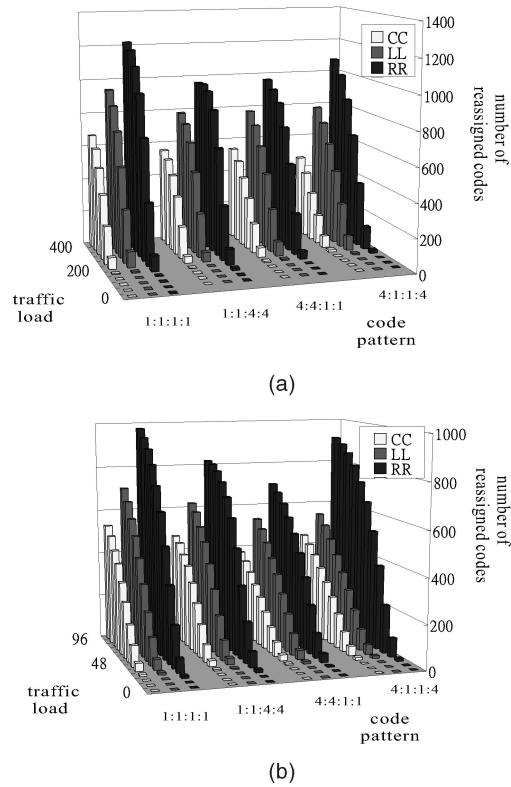 CC
LL
RR
1400
1200
1000
800
600
400
200
0
number of
reassigned codes
400
200
0
traffic
load
1:1:1:1
1:1:4:4
4:4:1:1
4:1:1:4
code
pattern
(a)
CC
LL
RR
1000
800
600
400
200
0
number of
reassigned codes
96
48
0
traffic
load
1:1:1:1
1:1:4:4
4:4:1:1
4:1:1:4
code
pattern
(b)